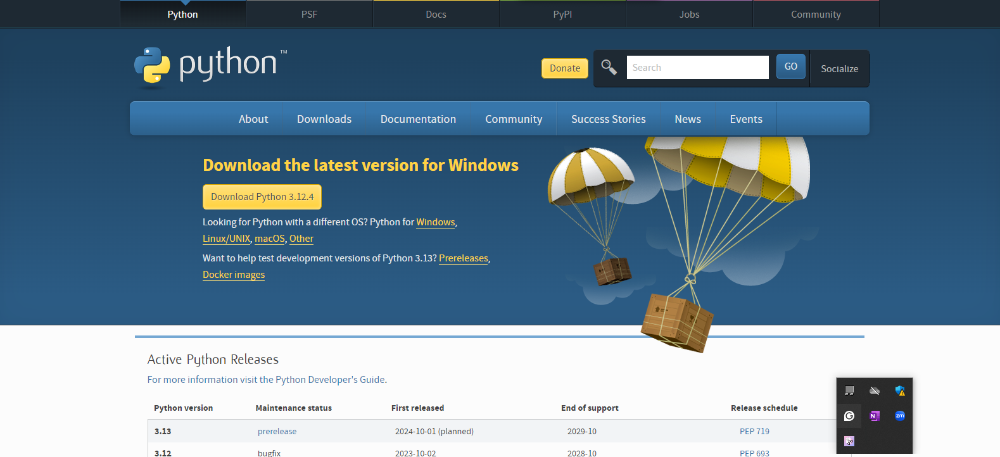 Python PSF Docs PyPI Jobs Community
python™
Donate Search GO Socialize
About Downloads Documentation Community Success Stories News Events
Download the latest version for Windows
Download Python 3.12.4
Looking for Python with a different OS? Python for Windows,
Linux/UNIX, macOS, Other
Want to help test development versions of Python 3.13? Prereleases,
Docker images
Active Python Releases
For more information visit the Python Developer's Guide.
Python version Maintenance status First released End of support Release schedule
3.13 prerelease 2024-10-01 (planned) 2029-10 PEP 719
3.12 bugfix 2023-10-02 2028-10 PEP 693
G N zm